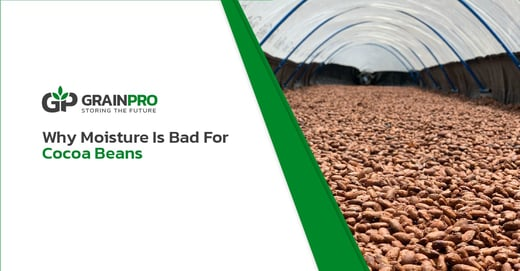 GP GRAINPRO
STORING THE FUTURE
Why Moisture Is Bad For
Cocoa Beans